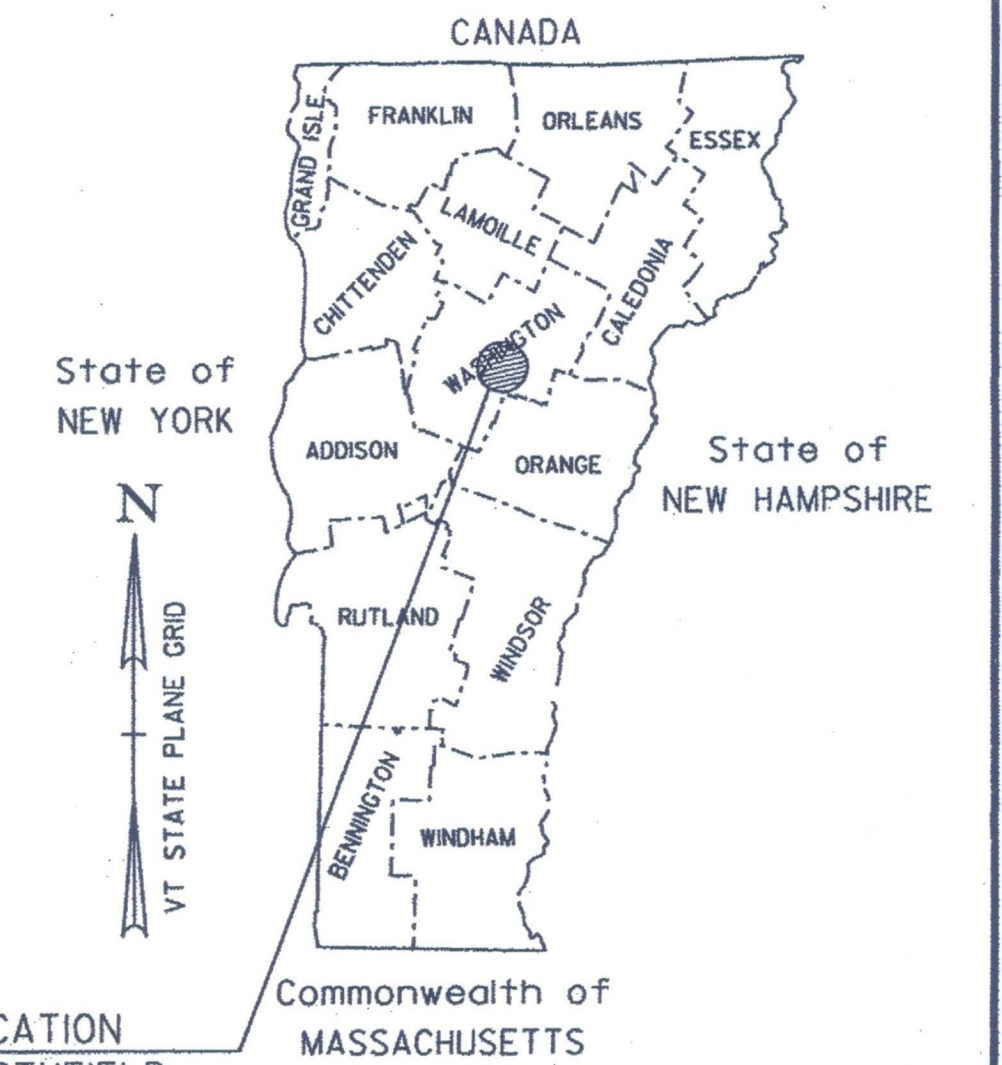 CANADA
GRAND ISLE
FRANKLIN
ORLEANS
ESSEX
LAMOILLE
CHITTENDEN
CALEDONIA
WASHINGTON
State of
NEW YORK
ADDISON
ORANGE
State of
NEW HAMPSHIRE
N
VT STATE PLANE GRID
RUTLAND
WINDSOR
BENNINGTON
WINDHAM
Commonwealth of
MASSACHUSETTS
CATION